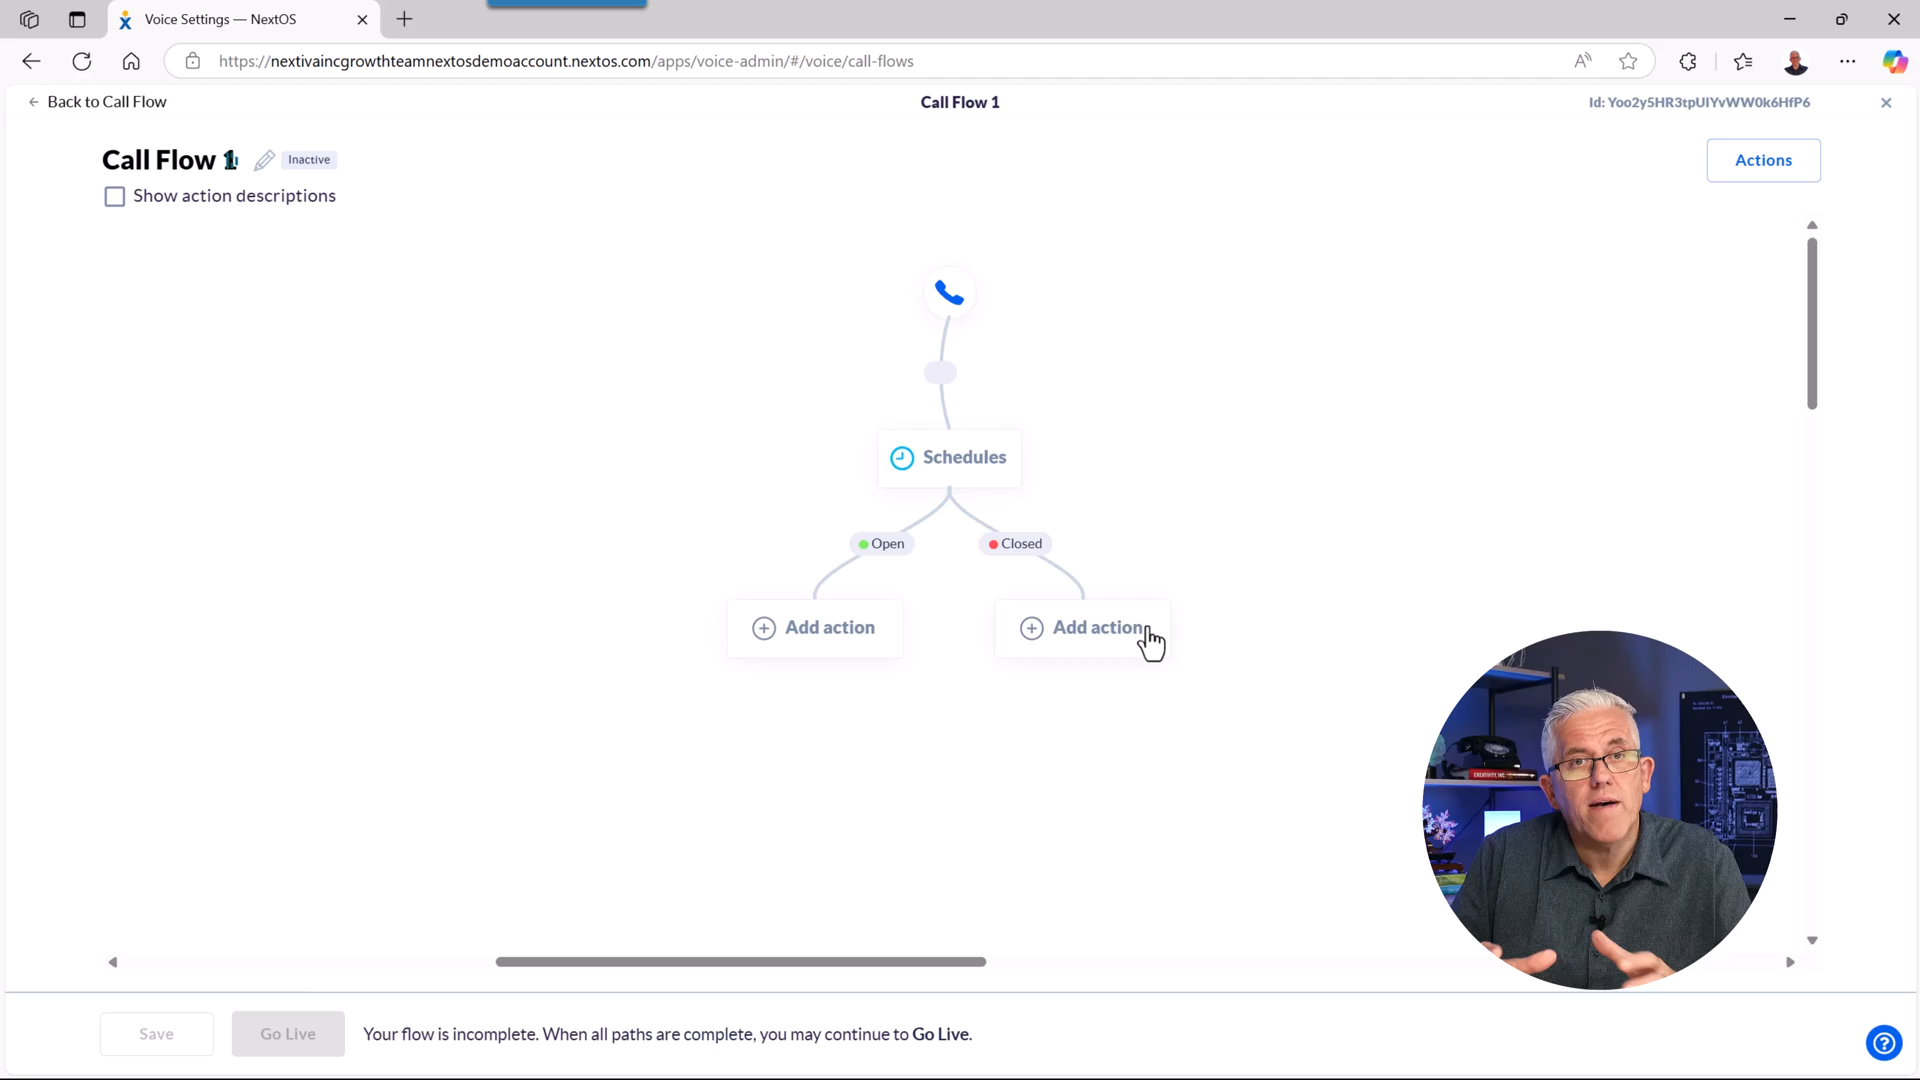 Voice Settings — NextOS
https://nextivaincgrowthteamnextosdemoaccount.nextos.com/apps/voice-admin/#/voice/call-flows
Back to Call Flow
Call Flow 1
Id: Yoo2y5HR3tpUIYvWW0k6HfP6
Call Flow 1
Inactive
Actions
Show action descriptions
Schedules
Open
Closed
Add action
Add action
CREATIVITY, INC.
Save
Go Live
Your flow is incomplete. When all paths are complete, you may continue to Go Live.